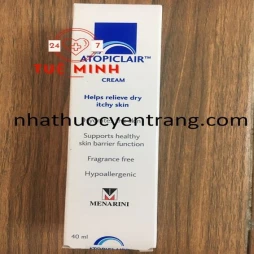 24 7
THẾ MINH
ATOPICLAIR™
CREAM
Helps relieve dry
itchy skin
nhathuocyentrang.com
Supports healthy
skin barrier function
Fragrance free
Hypoallergenic
MENARINI
40 ml
ATOPICLAIR